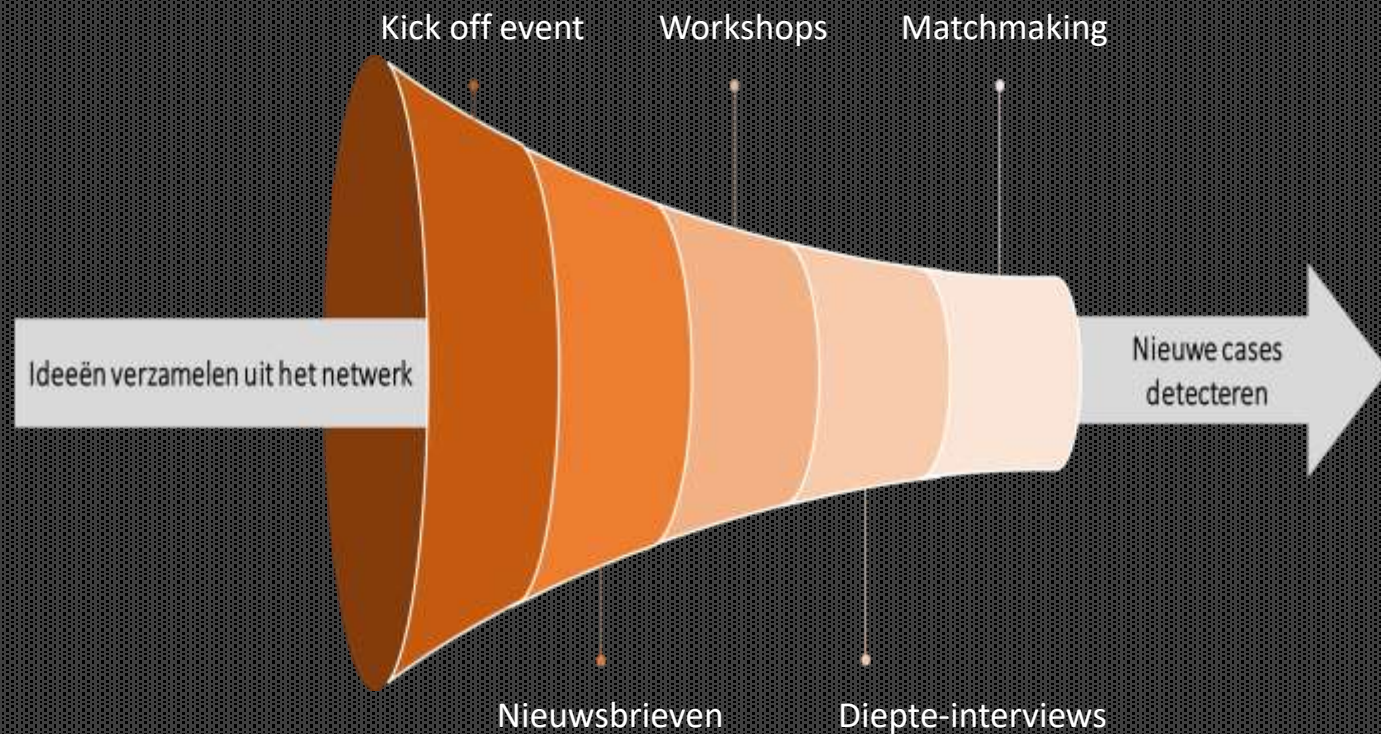 Kick off event
Workshops
Matchmaking
Ideeën verzamelen uit het netwerk
Nieuwe cases
detecteren
Nieuwsbrieven
Diepte-interviews